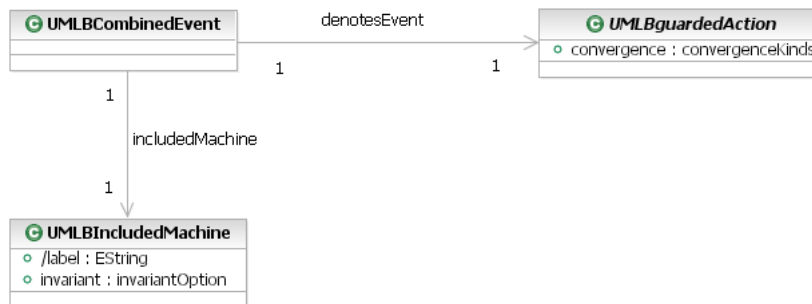 UMLBCombinedEvent
denotesEvent
UMLBguardedAction
convergence : convergenceKinds
1
1
1
includedMachine
1
UMLBIncludedMachine
/label : EString
invariant : invariantOption